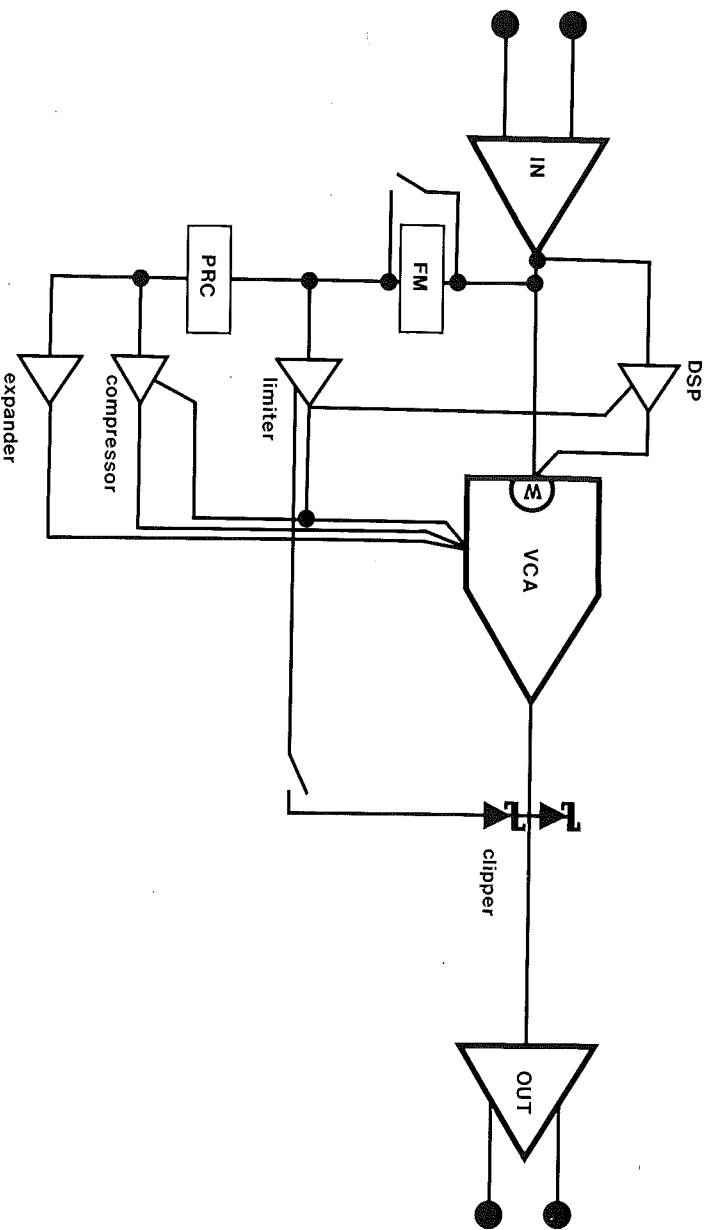 IN
DSP
FM
PRC
limiter
compressor
expander
W
VCA
clipper
OUT